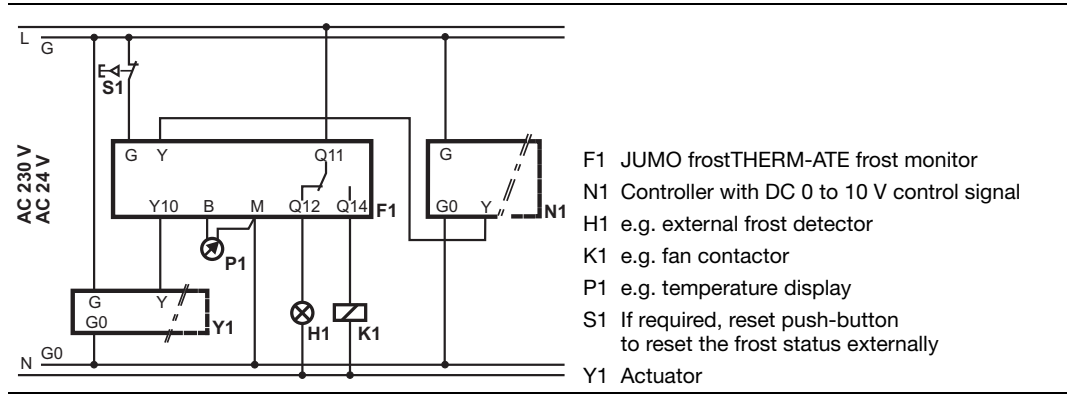 L
G
S1
AC 230 V
AC 24 V
G Y Q11
Y10 B M Q12 Q14 F1
G
G0 Y N1
P1
G Y
G0 Y1
H1 K1
G0
N
F1 JUMO frostTHERM-ATE frost monitor
N1 Controller with DC 0 to 10 V control signal
H1 e.g. external frost detector
K1 e.g. fan contactor
P1 e.g. temperature display
S1 If required, reset push-button
to reset the frost status externally
Y1 Actuator